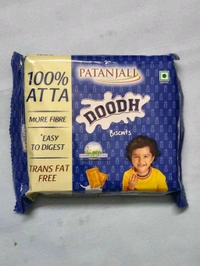 100%
ATTA
MORE FIBRE
*EASY
TO DIGEST
TRANS FAT
FREE
PATANJALI
DOODH
Biscuits